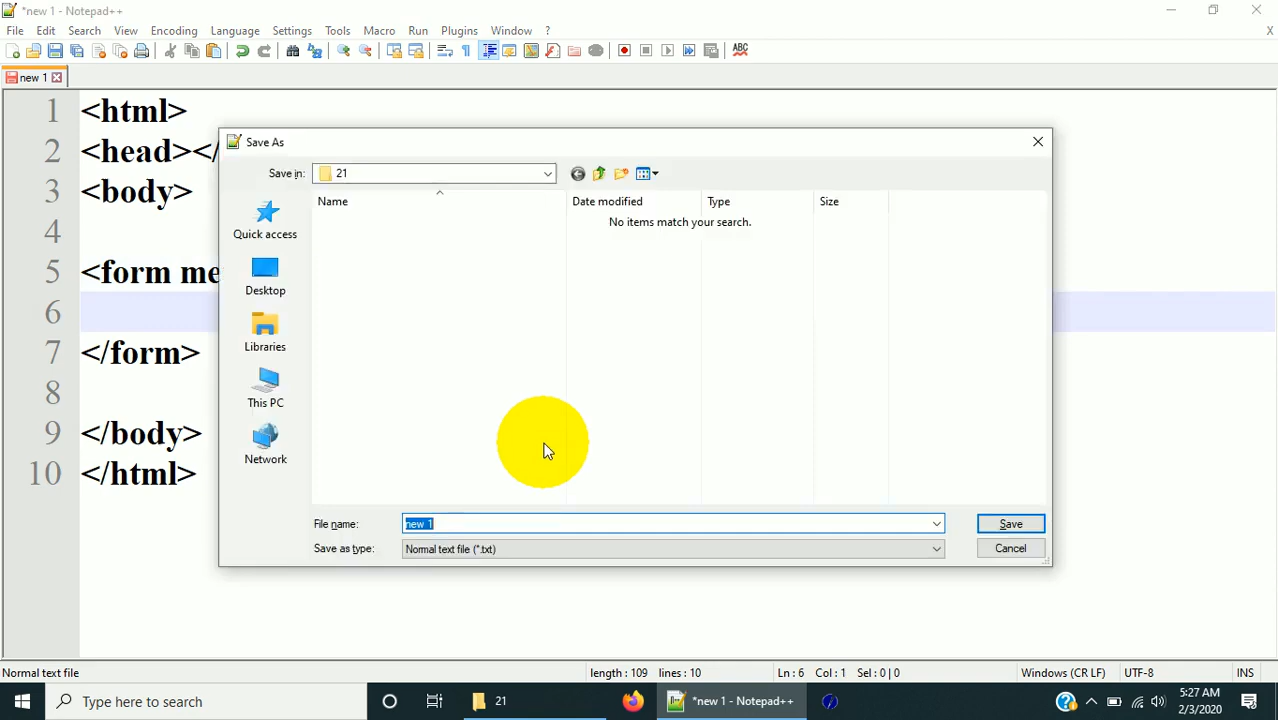 *new 1 - Notepad++
File Edit Search View Encoding Language Settings Tools Macro Run Plugins Window ? X
ABC
new 1
1 <html>
2 <head></
3 <body>
4
5 <form me
6
7 </form>
8
9 </body>
10 </html>
Save As
Save in: 21
Name Date modified Type Size
No items match your search.
Quick access
Desktop
Libraries
This PC
Network
File name: new 1 Save
Save as type: Normal text file (*.txt) Cancel
Normal text file length : 109 lines : 10 Ln : 6 Col : 1 Sel : 0 | 0 Windows (CR LF) UTF-8 INS
Type here to search 21 *new 1 - Notepad++ 5:27 AM
2/3/2020